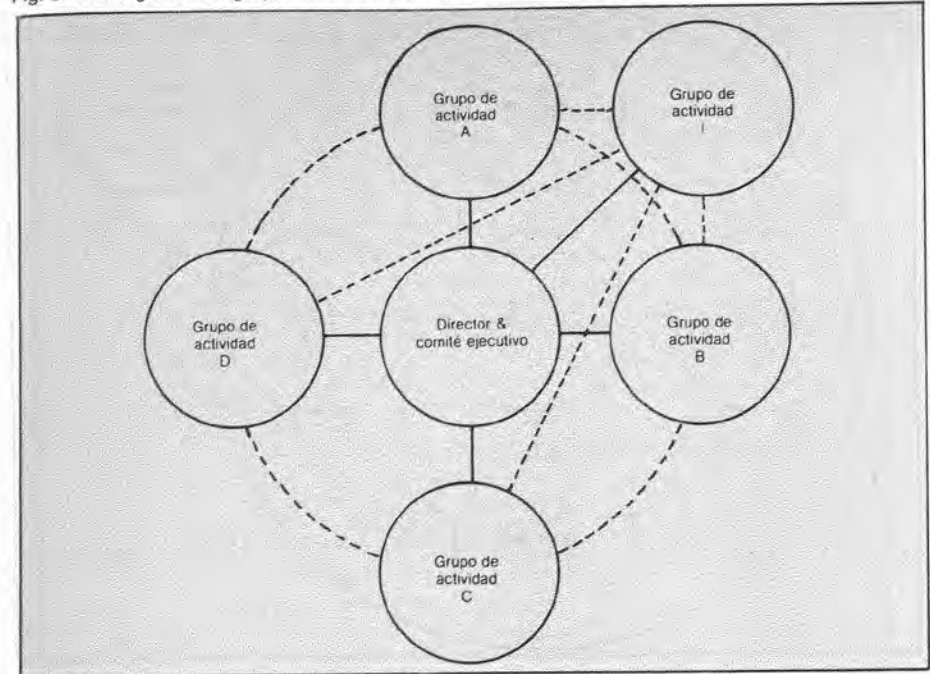 Grupo de
actividad
A
Grupo de
actividad
I
Grupo de
actividad
D
Director &
comité ejecutivo
Grupo de
actividad
B
Grupo de
actividad
C